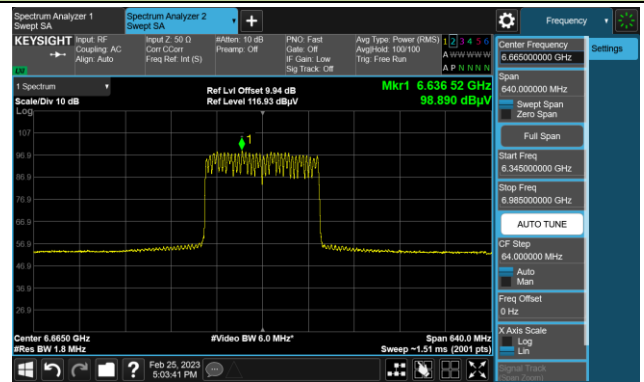 Spectrum Analyzer 1
Swept SA
Spectrum Analyzer 2
Swept SA
Frequency
KEYSIGHT
Input: RF
Coupling: AC
Align: Auto
Input Z: 50 Ω
Corr CCorr
Freq Ref: Int (S)
#Atten: 10 dB
Preamp: Off
PNO: Fast
Gate: Off
IF Gain: Low
Sig Track: Off
Avg Type: Power (RMS)
Avg|Hold: 100/100
Trig: Free Run
1 2 3 4 5 6
A W W W W W
A P N N N N
LXI
1 Spectrum
Scale/Div 10 dB
Log
Ref Lvl Offset 9.94 dB
Ref Level 116.93 dBµV
Mkr1 6.636 52 GHz
98.890 dBµV
1
107
96.9
86.9
76.9
66.9
56.9
46.9
36.9
26.9
Center 6.6650 GHz
#Res BW 1.8 MHz
#Video BW 6.0 MHz*
Span 640.0 MHz
Sweep ~1.51 ms (2001 pts)
Feb 25, 2023
5:03:41 PM
Center Frequency
6.665000000 GHz
Settings
Span
640.000000 MHz
Swept Span
Zero Span
Full Span
Start Freq
6.345000000 GHz
Stop Freq
6.985000000 GHz
AUTO TUNE
CF Step
64.000000 MHz
Auto
Man
Freq Offset
0 Hz
X Axis Scale
Log
Lin
Signal Track
(Span Zoom)